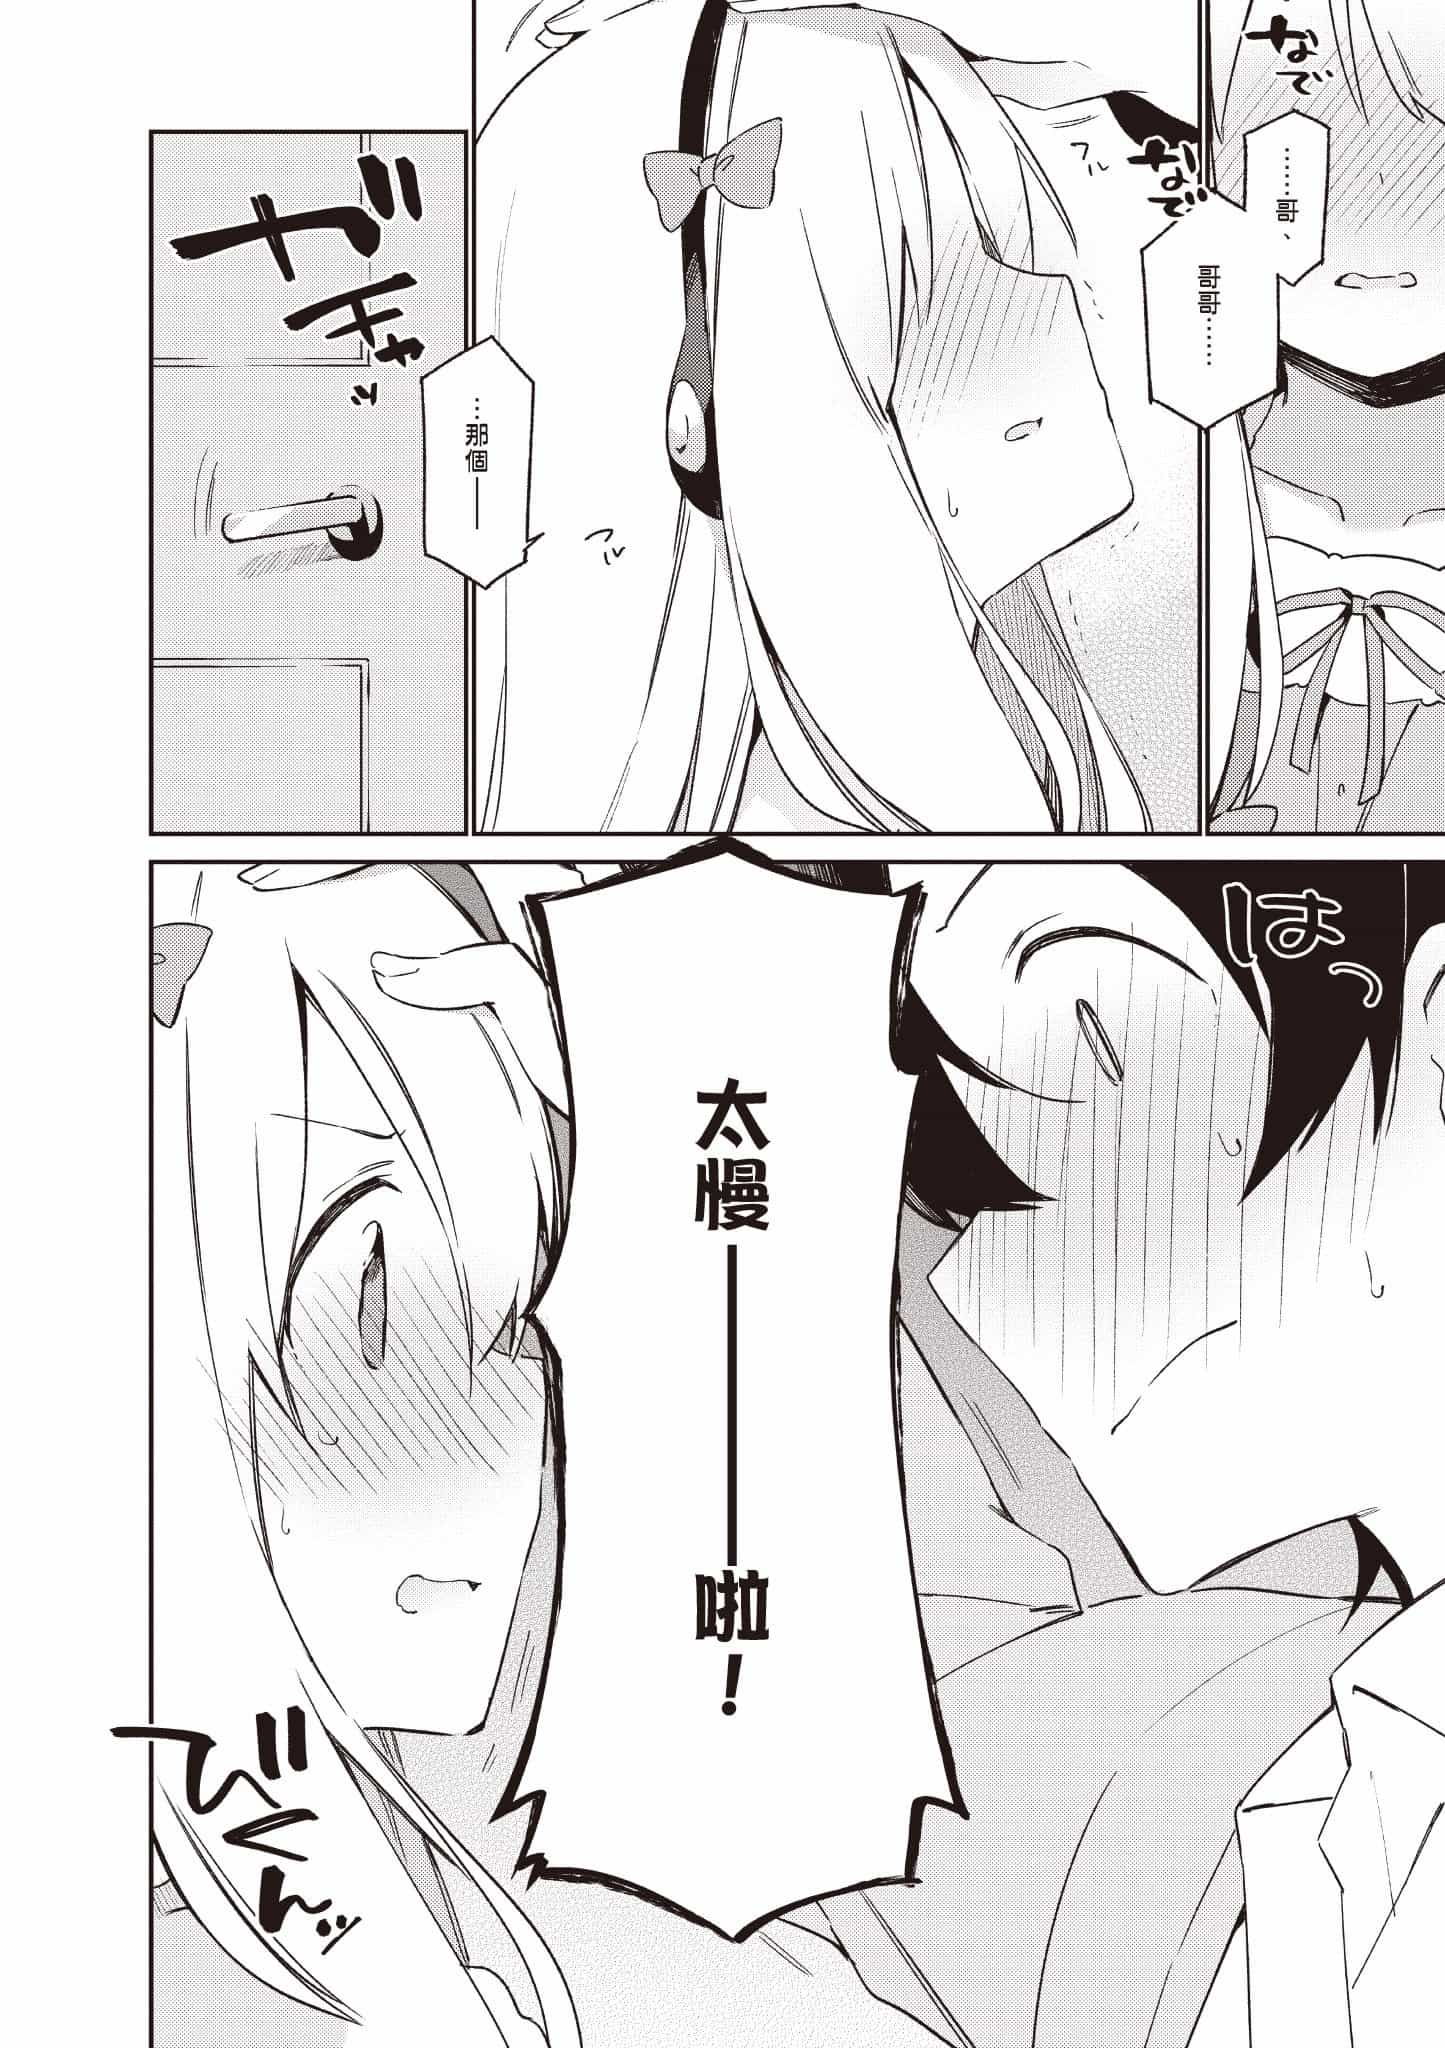 なで
……哥、
なで
哥哥……
フル
フル
…那個——
ガチャッ
はっ
太慢————啦！
びくんッ